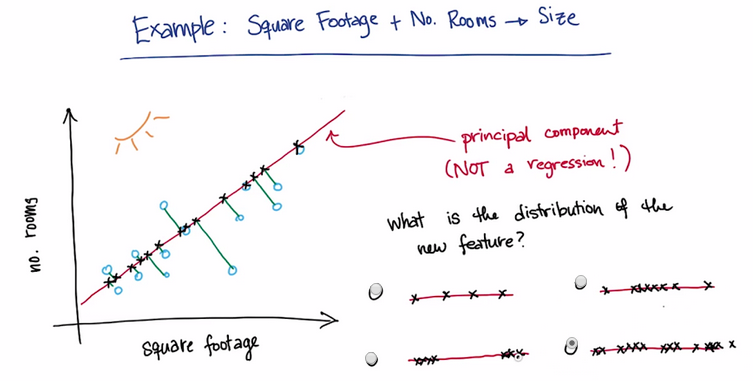 Example: Square Footage + No. Rooms → Size
principal component
(NOT a regression!)
no. rooms
What is the distribution of the
new feature?
square footage